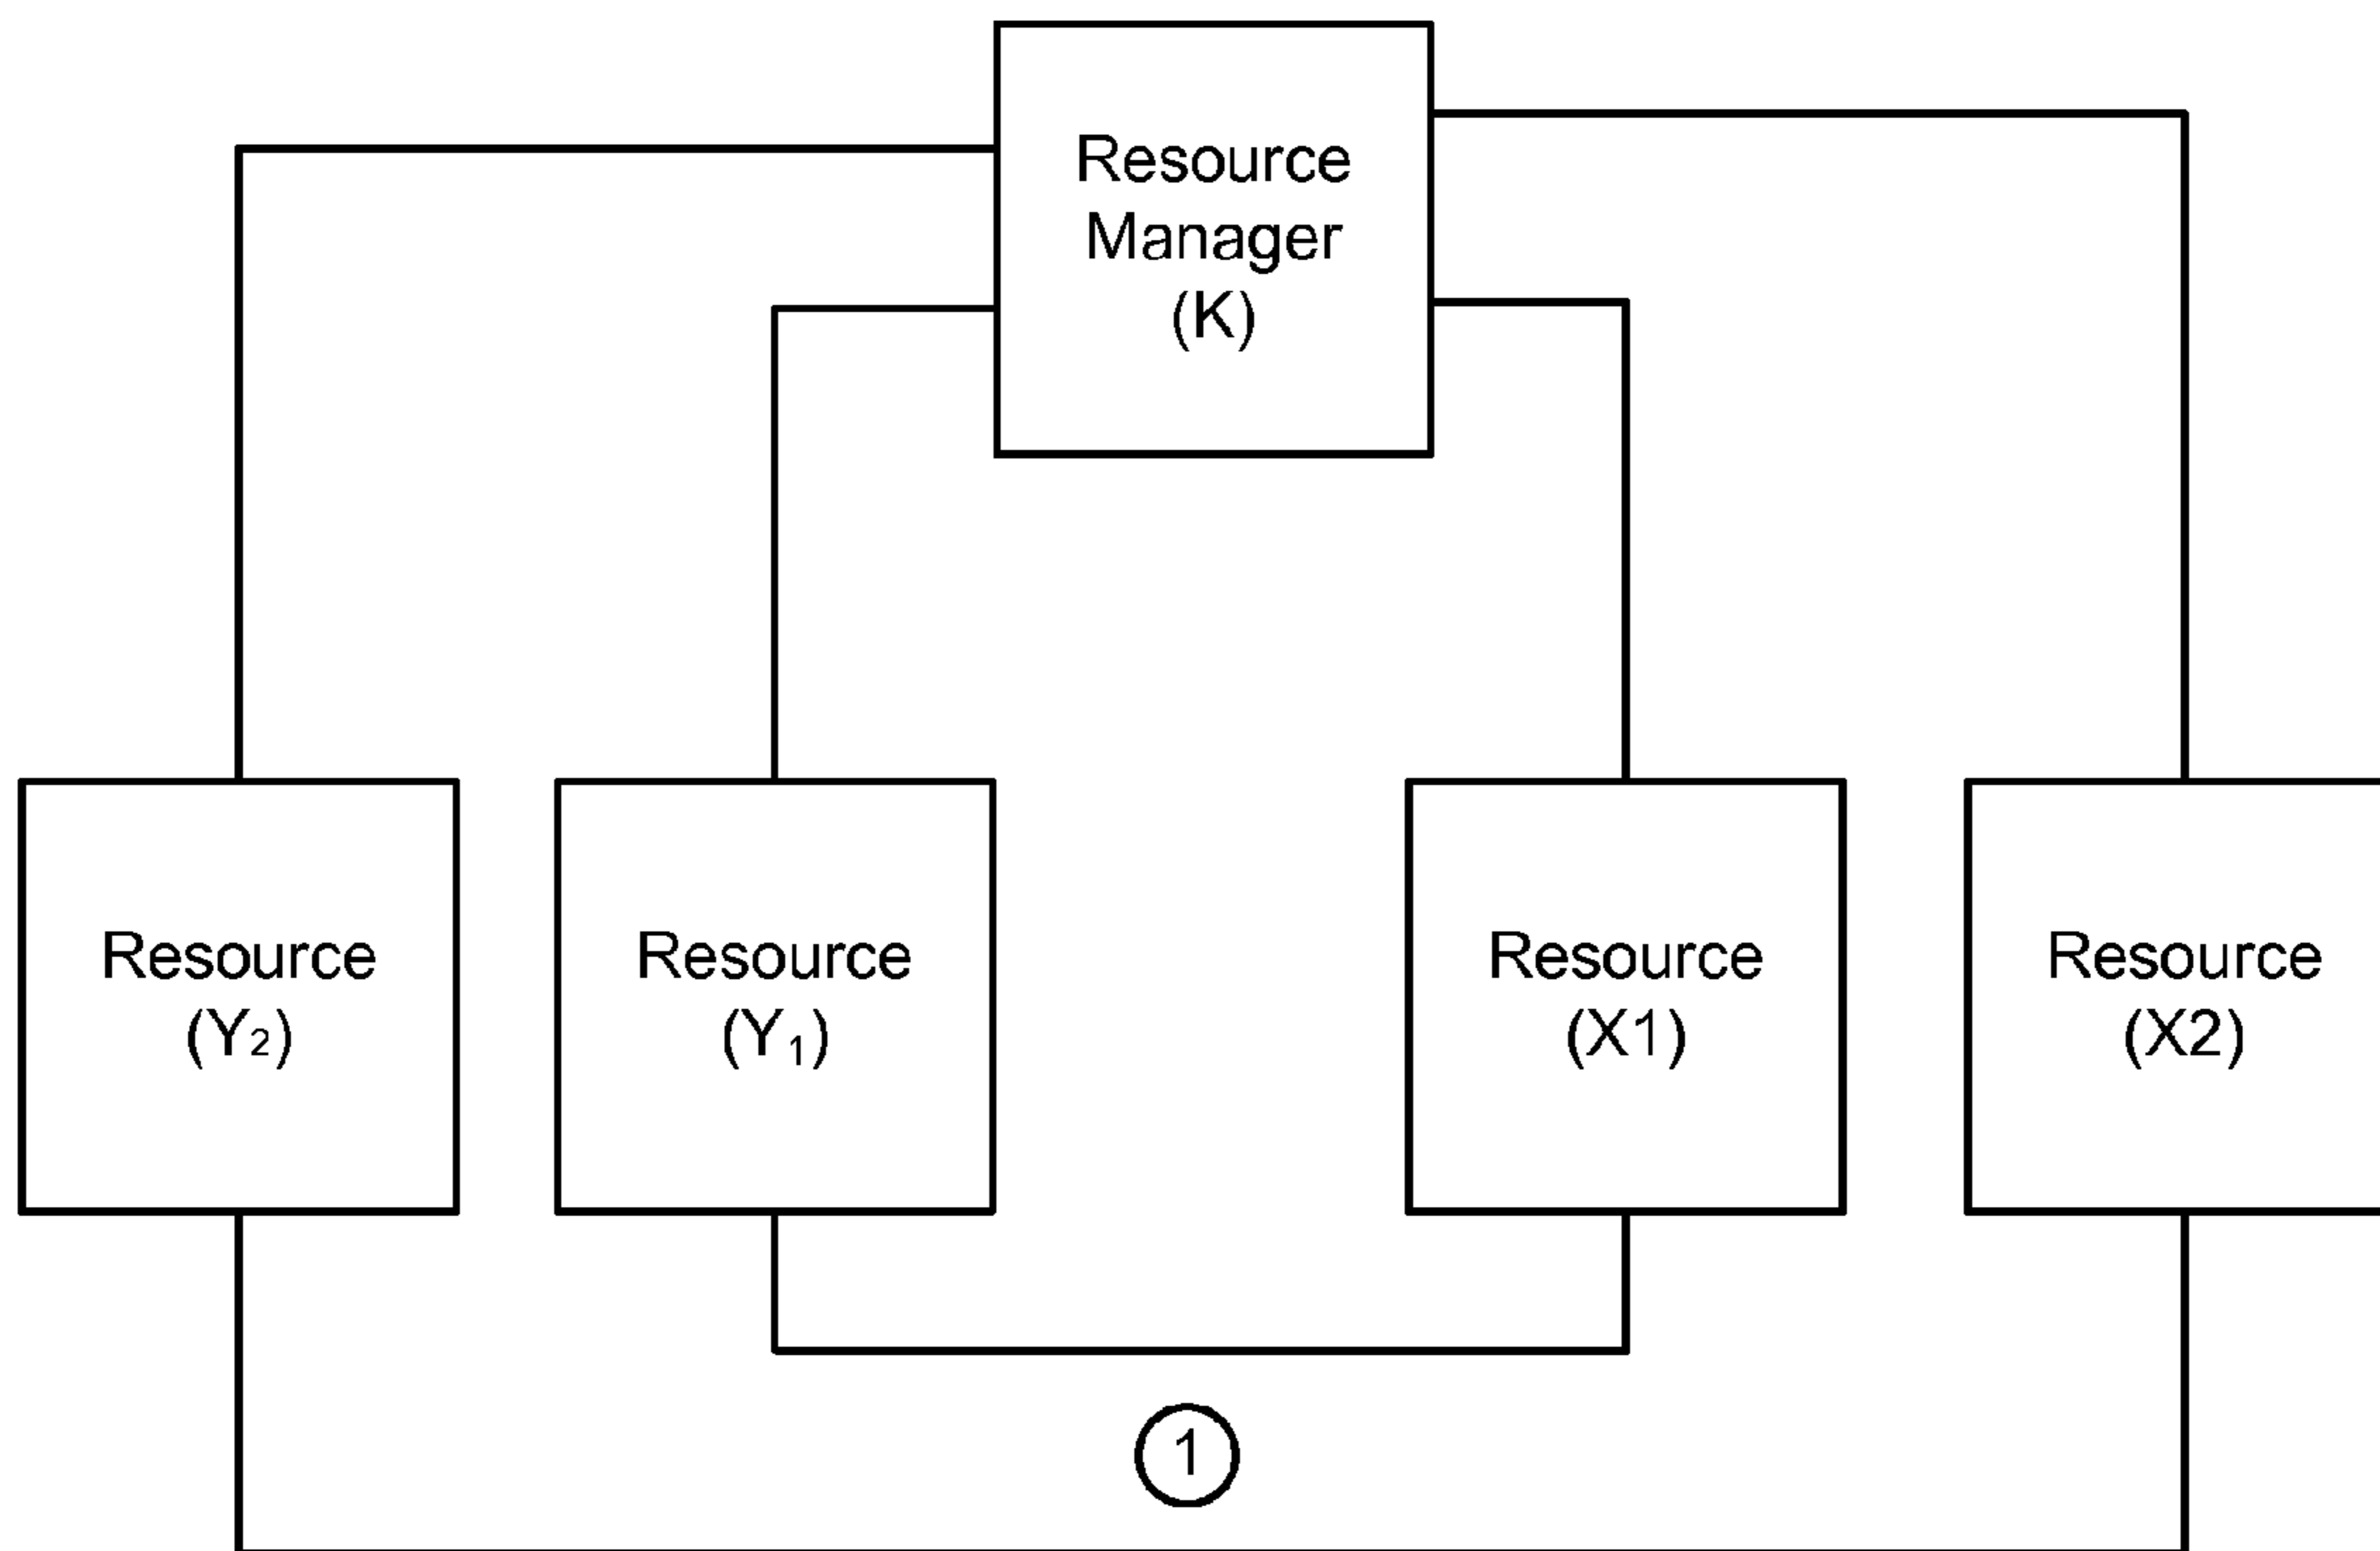 Resource
Manager
(K)
Resource
(Y₂)
Resource
(Y₁)
Resource
(X1)
Resource
(X2)
1